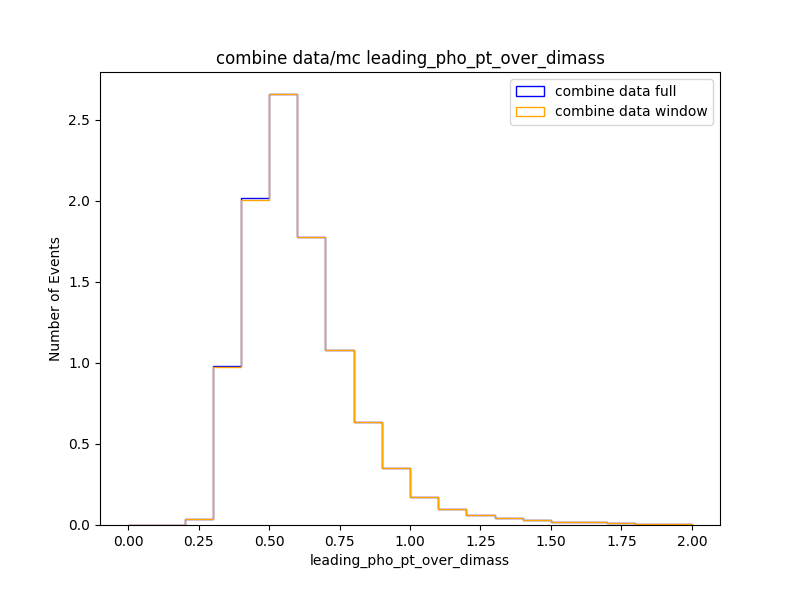 combine data/mc leading_pho_pt_over_dimass
combine data full
combine data window
Number of Events
2.5
2.0
1.5
1.0
0.5
0.0
0.00 0.25 0.50 0.75 1.00 1.25 1.50 1.75 2.00
leading_pho_pt_over_dimass